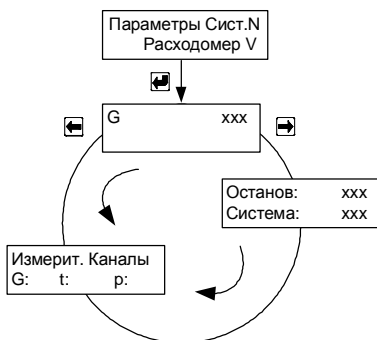 Параметры Сист.N
Расходомер V
G xxx
Останов: xxx
Система: xxx
Измерит. Каналы
G: t: p: